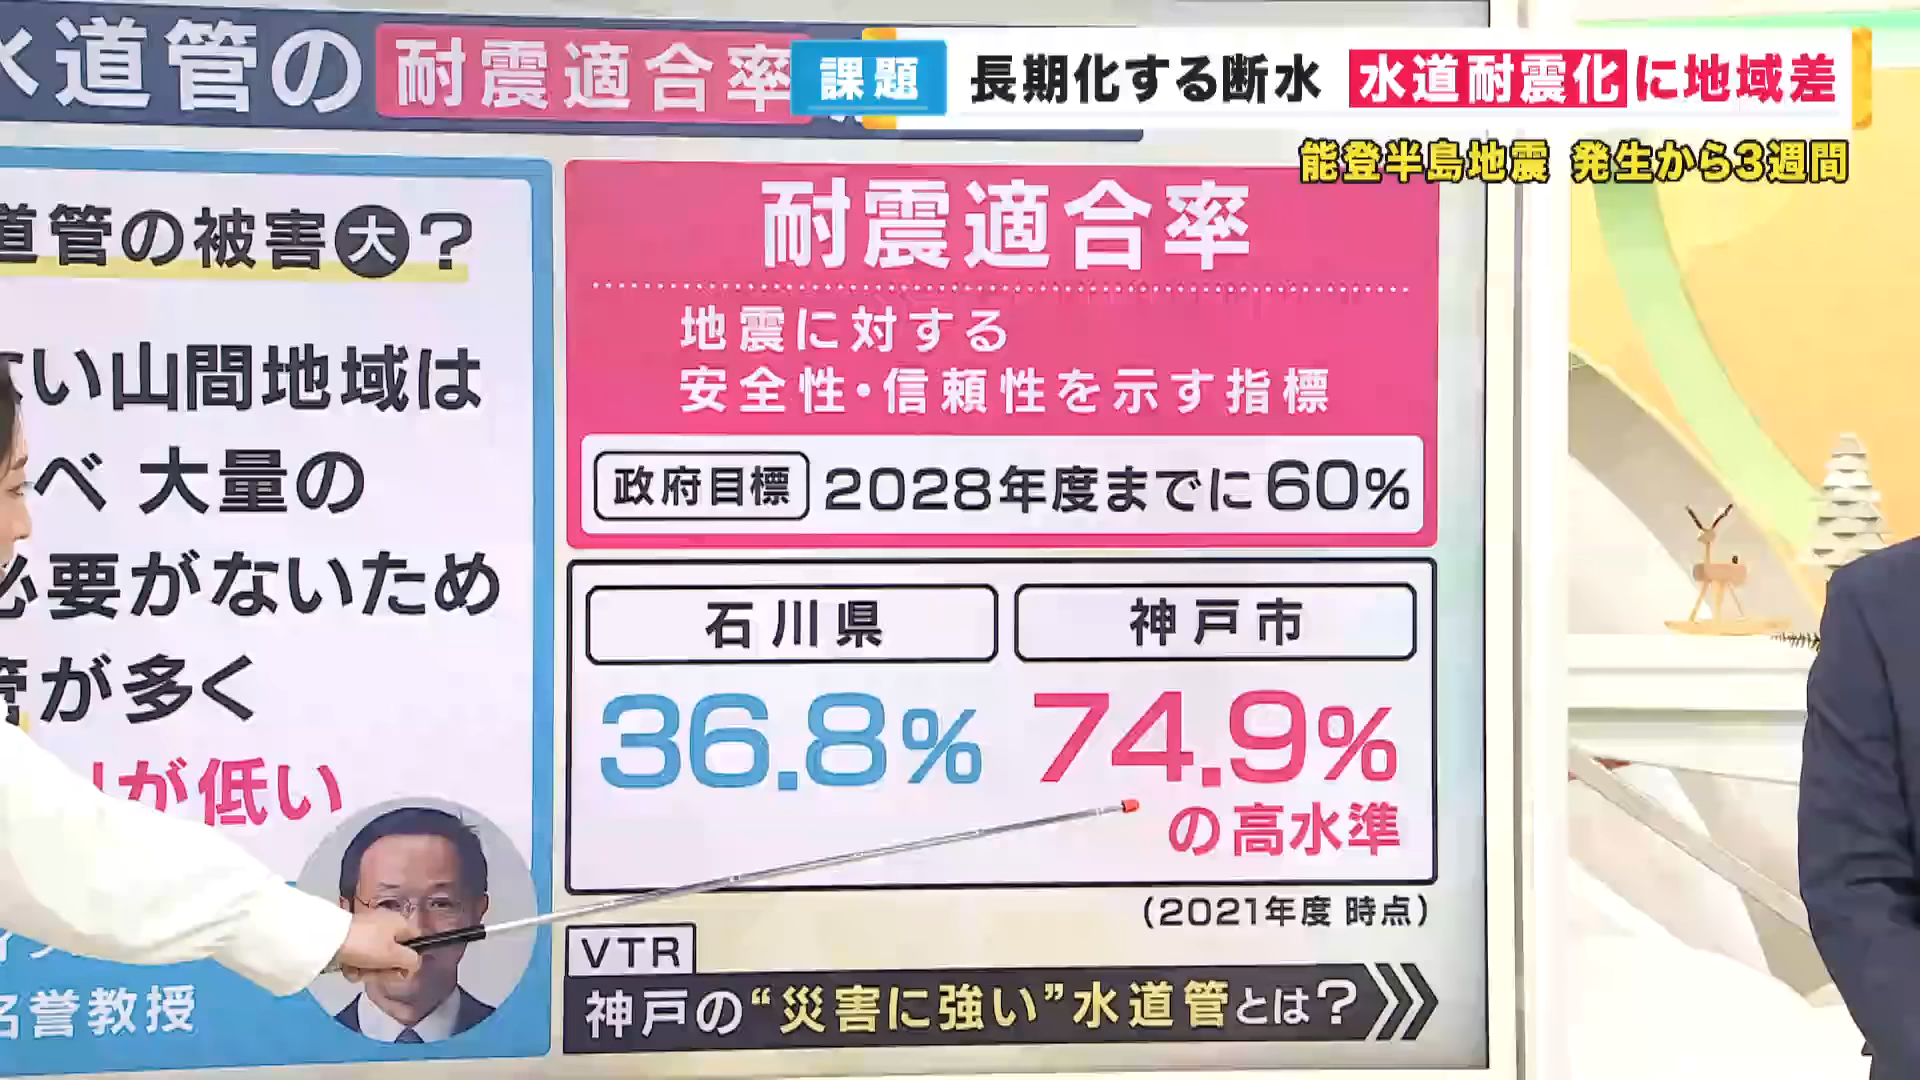 水道管の耐震適合率
課題 長期化する断水 水道耐震化に地域差
能登半島地震 発生から3週間
道管の被害大?
ない山間地域は
べ 大量の
必要がないため
管が多く
が低い
名誉教授
耐震適合率
地震に対する
安全性・信頼性を示す指標
政府目標 2028年度までに60%
石川県 神戸市
36.8% 74.9%
の高水準
(2021年度 時点)
VTR
神戸の“災害に強い”水道管とは?